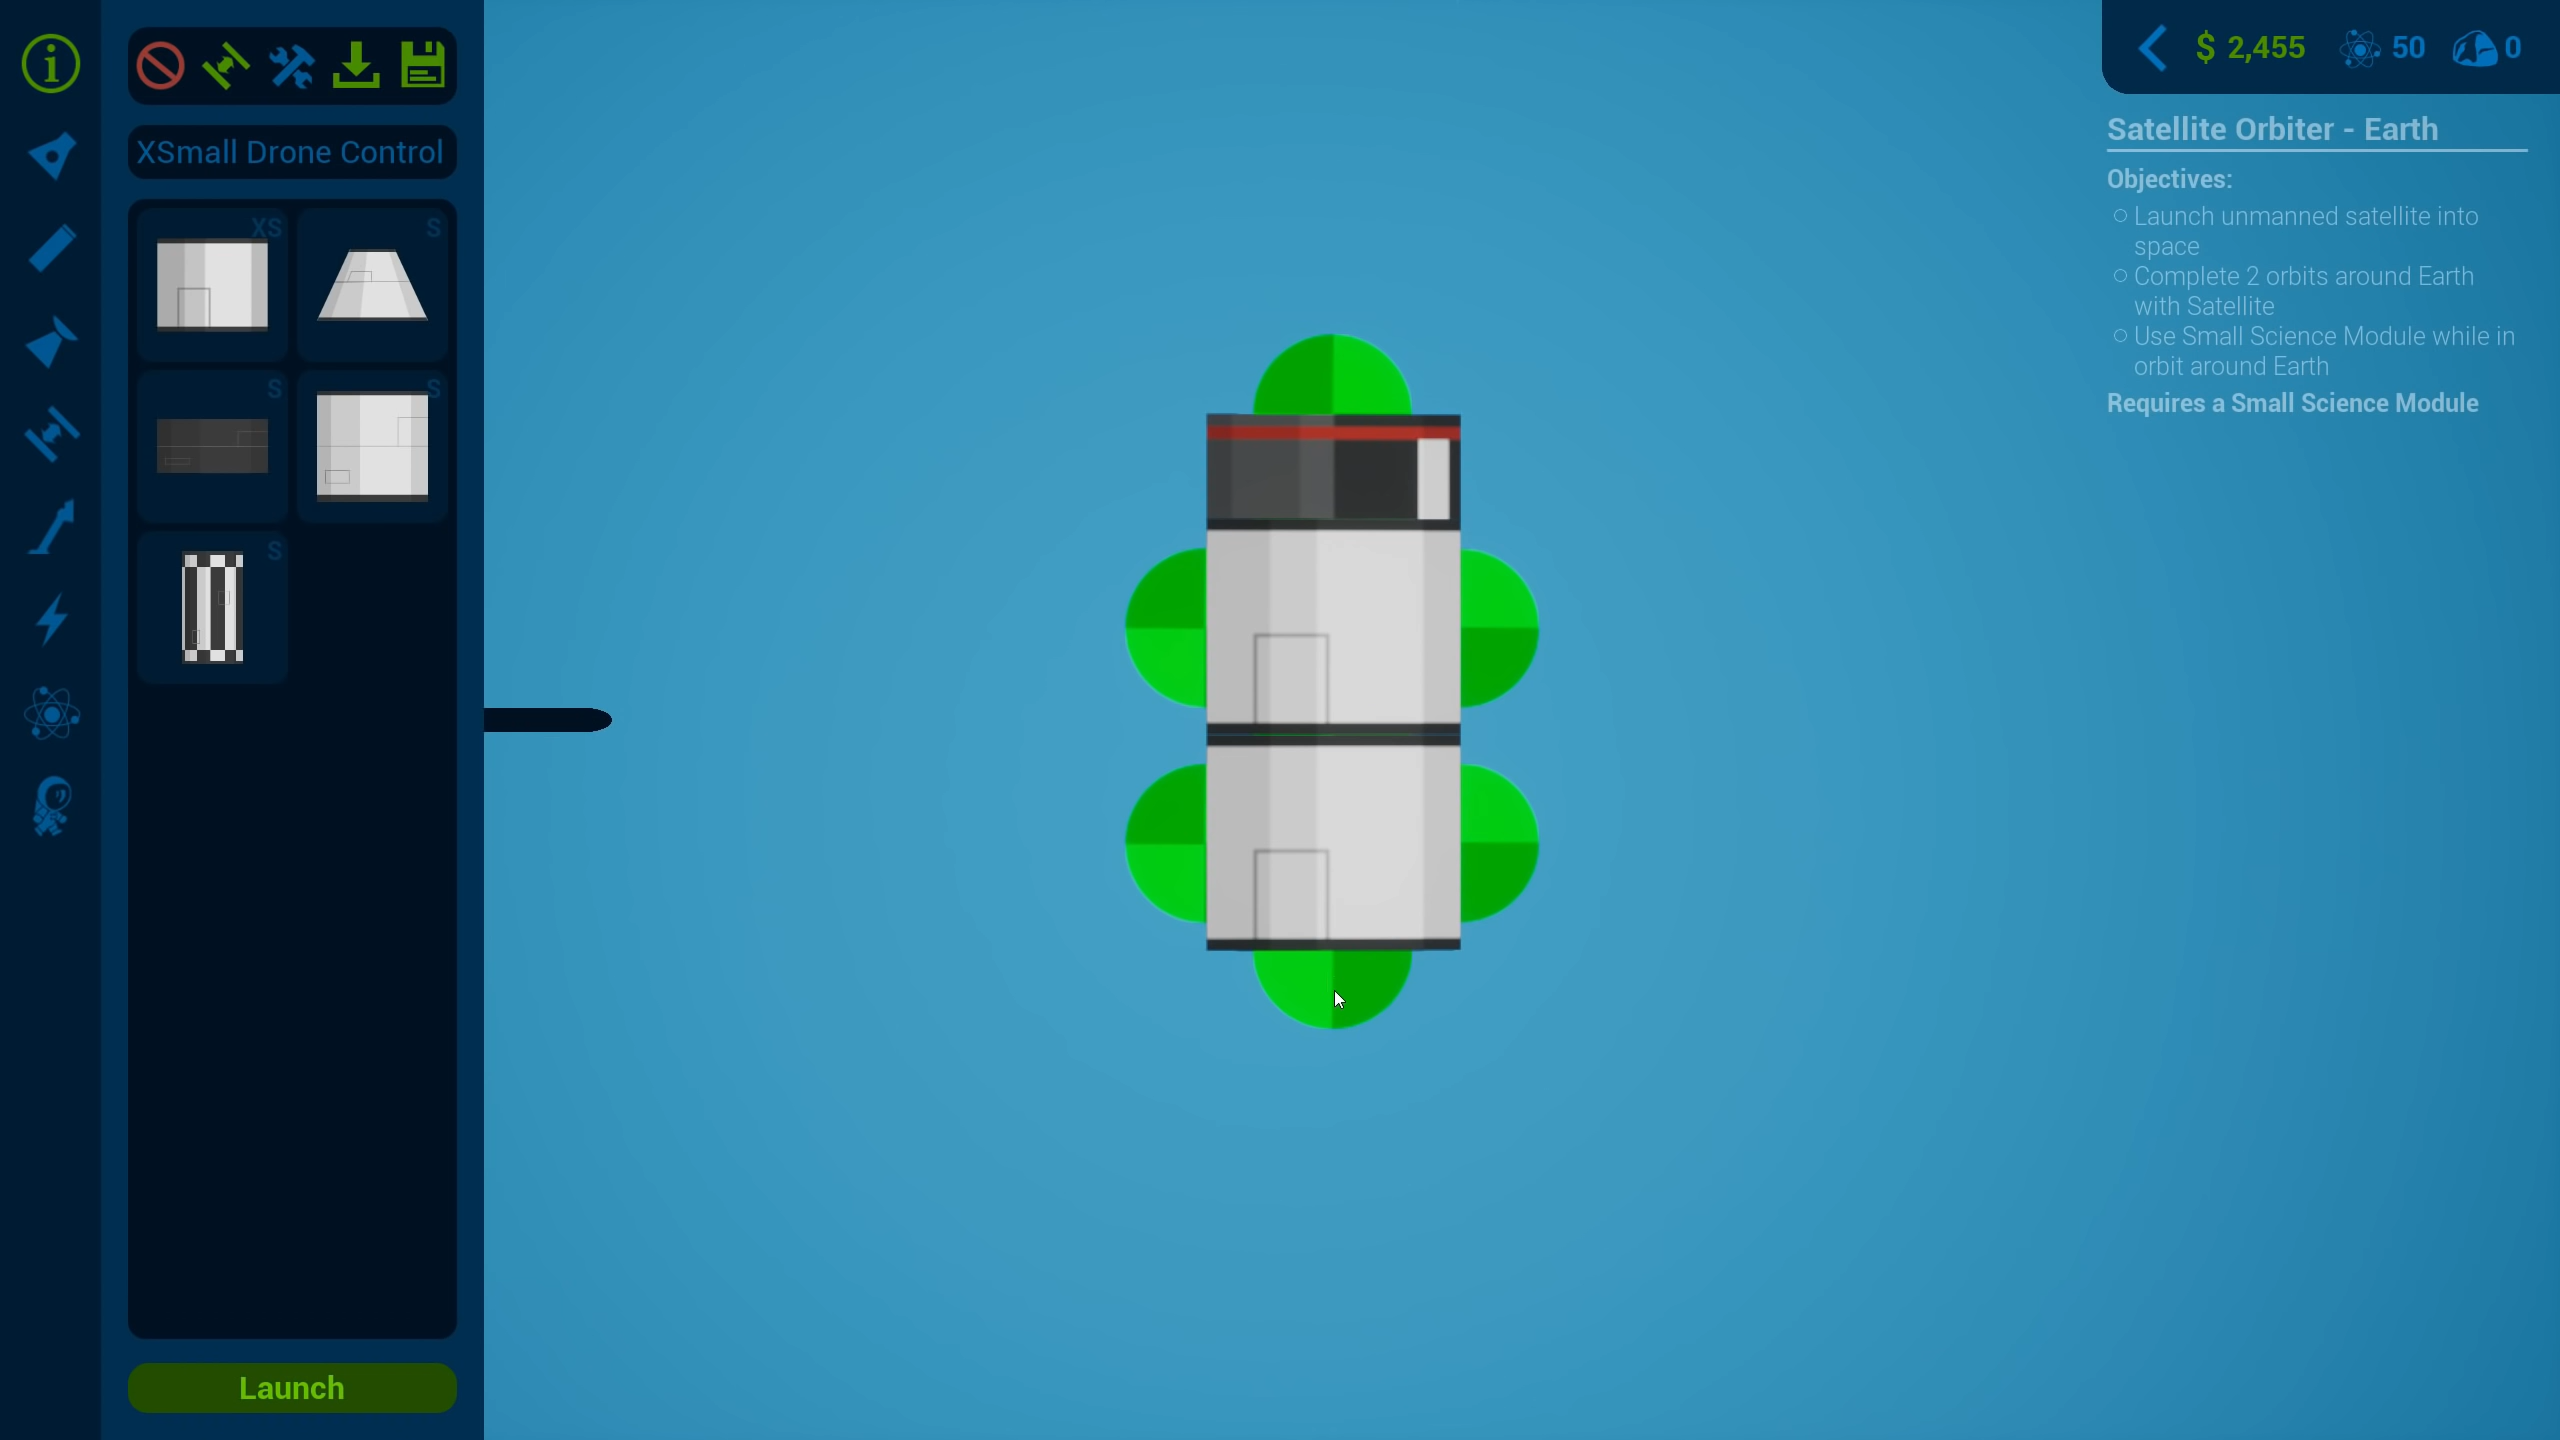 $ 2,455 50 0
XSmall Drone Control
Satellite Orbiter - Earth
Objectives:
Launch unmanned satellite into
space
Complete 2 orbits around Earth
with Satellite
Use Small Science Module while in
orbit around Earth
Requires a Small Science Module
XS S
S S
S
Launch